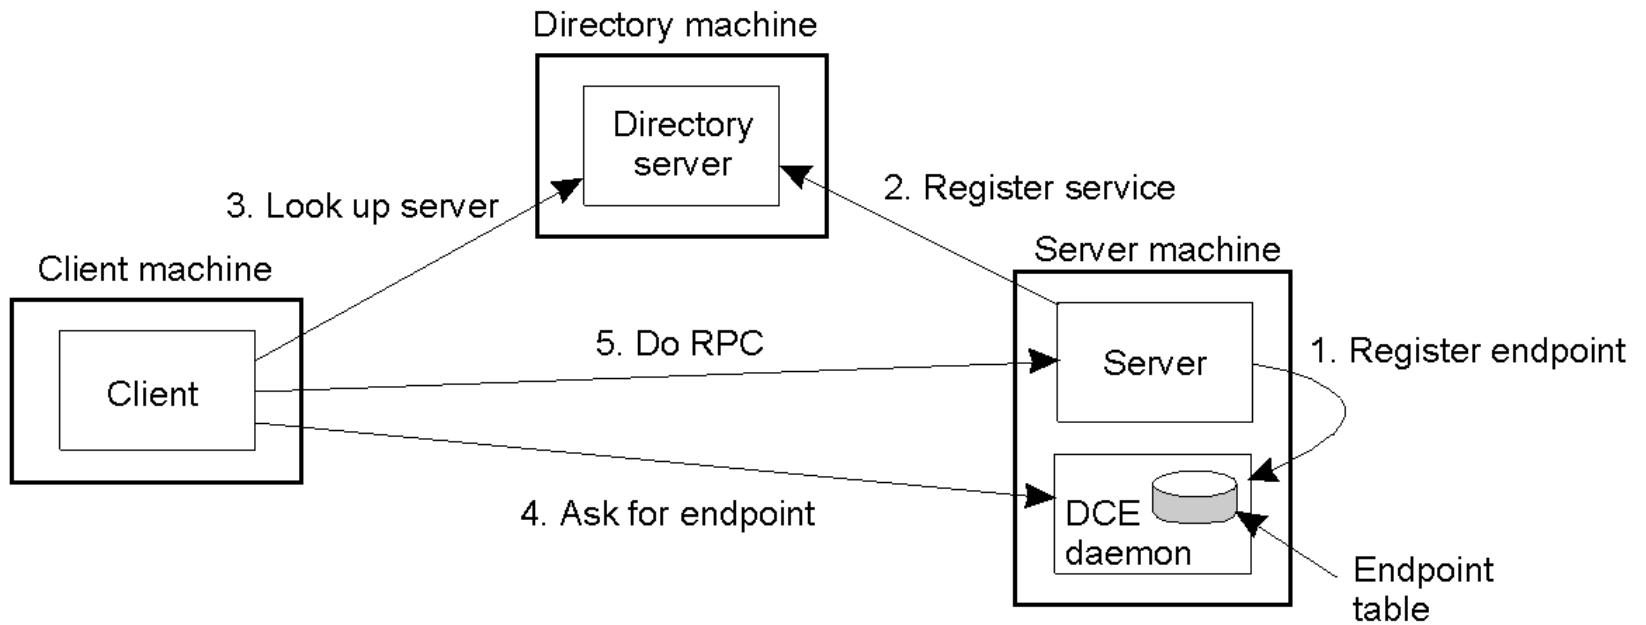 Directory machine
Directory
server
3. Look up server
2. Register service
Client machine
Server machine
Client
5. Do RPC
Server
1. Register endpoint
4. Ask for endpoint
DCE
daemon
Endpoint
table